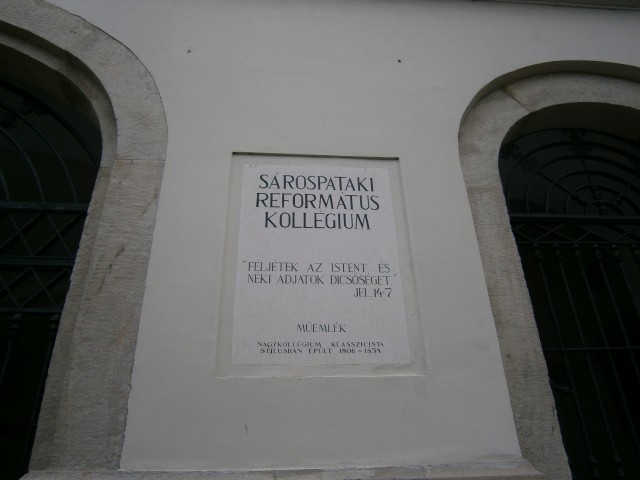 SÁROSPATAKI
REFORMÁTUS
KOLLÉGIUM
"FÉLJÉTEK AZ ISTENT ÉS
NEKI ADJATOK DICSŐSÉGET"
JEL. 14:7
MŰEMLÉK
NAGYKOLLÉGIUM KLASSZICISTA
STÍLUSBAN ÉPÜLT 1806-1834